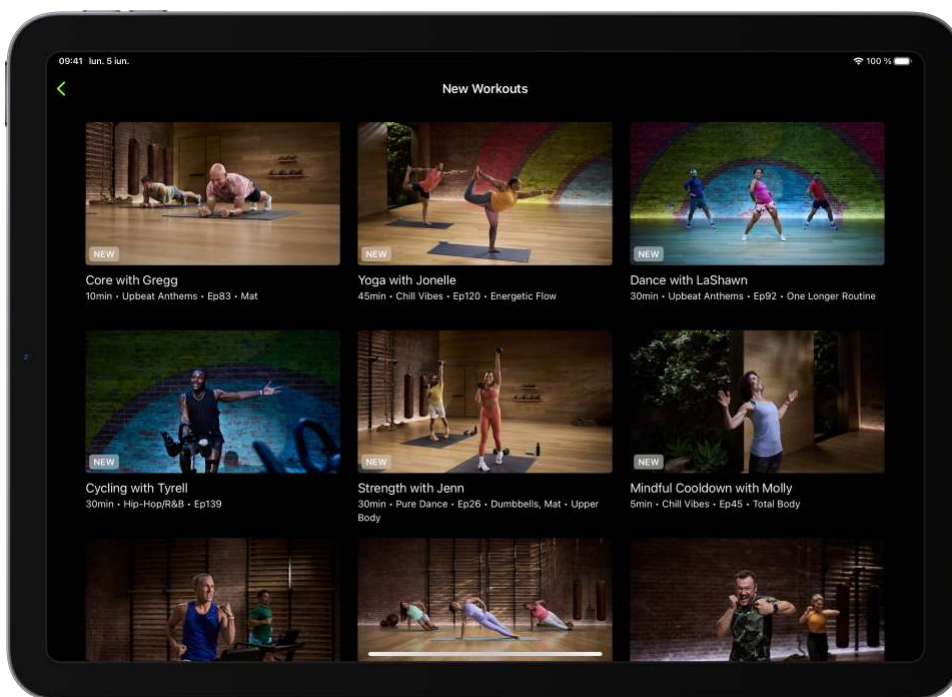 09:41 lun. 5 iun.
100 %
New Workouts
NEW
NEW
NEW
Core with Gregg
10min • Upbeat Anthems • Ep83 • Mat
Yoga with Jonelle
45min • Chill Vibes • Ep120 • Energetic Flow
Dance with LaShawn
30min • Upbeat Anthems • Ep92 • One Longer Routine
NEW
NEW
NEW
Cycling with Tyrell
30min • Hip-Hop/R&B • Ep139
Strength with Jenn
30min • Pure Dance • Ep26 • Dumbbells, Mat • Upper
Body
Mindful Cooldown with Molly
5min • Chill Vibes • Ep45 • Total Body